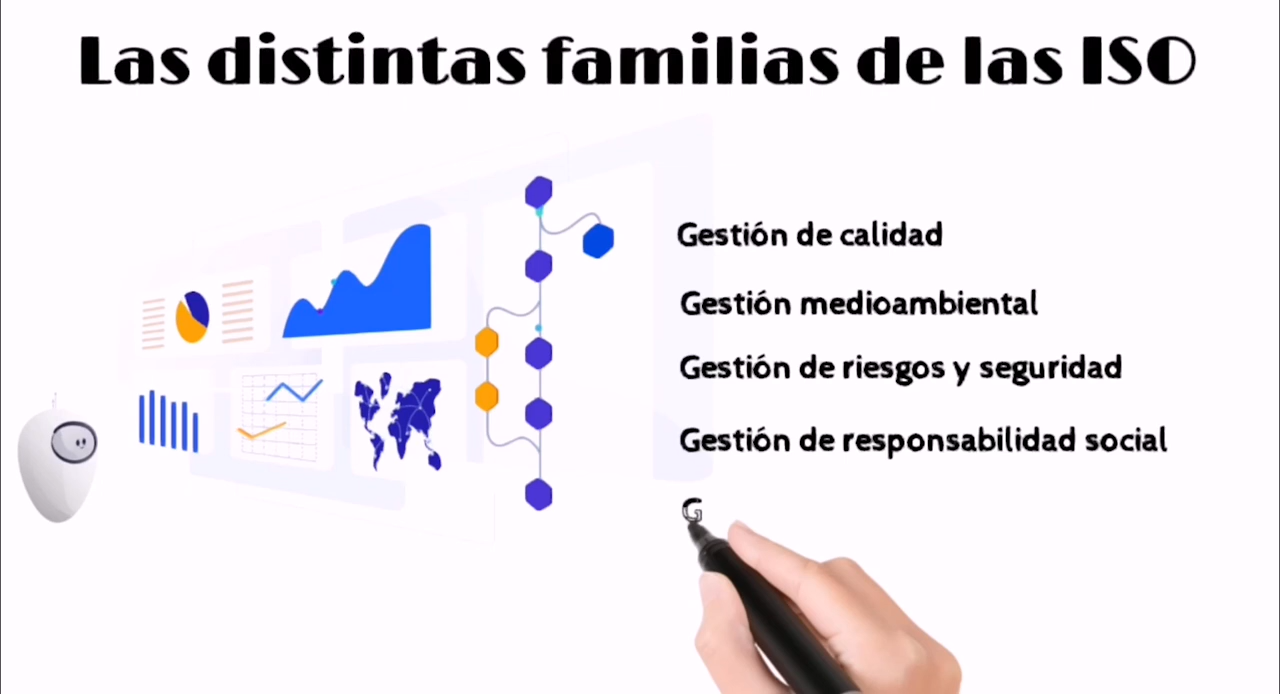 Las distintas familias de las ISO
Gestión de calidad
Gestión medioambiental
Gestión de riesgos y seguridad
Gestión de responsabilidad social
G